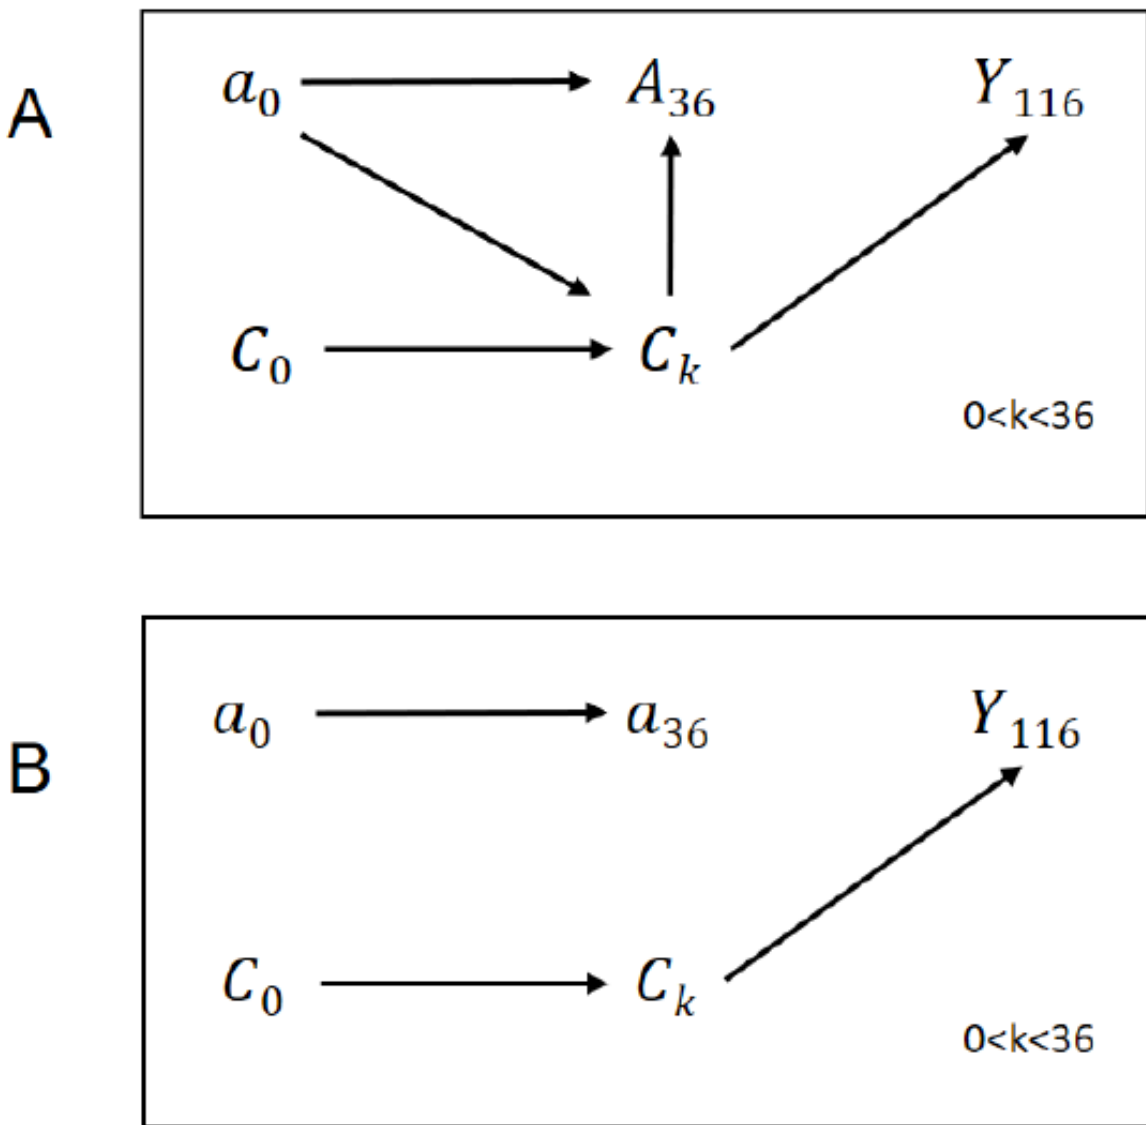 A
a₀ A₃₆ Y₁₁₆
C₀ Cₖ
0<k<36
B
a₀ a₃₆ Y₁₁₆
C₀ Cₖ
0<k<36